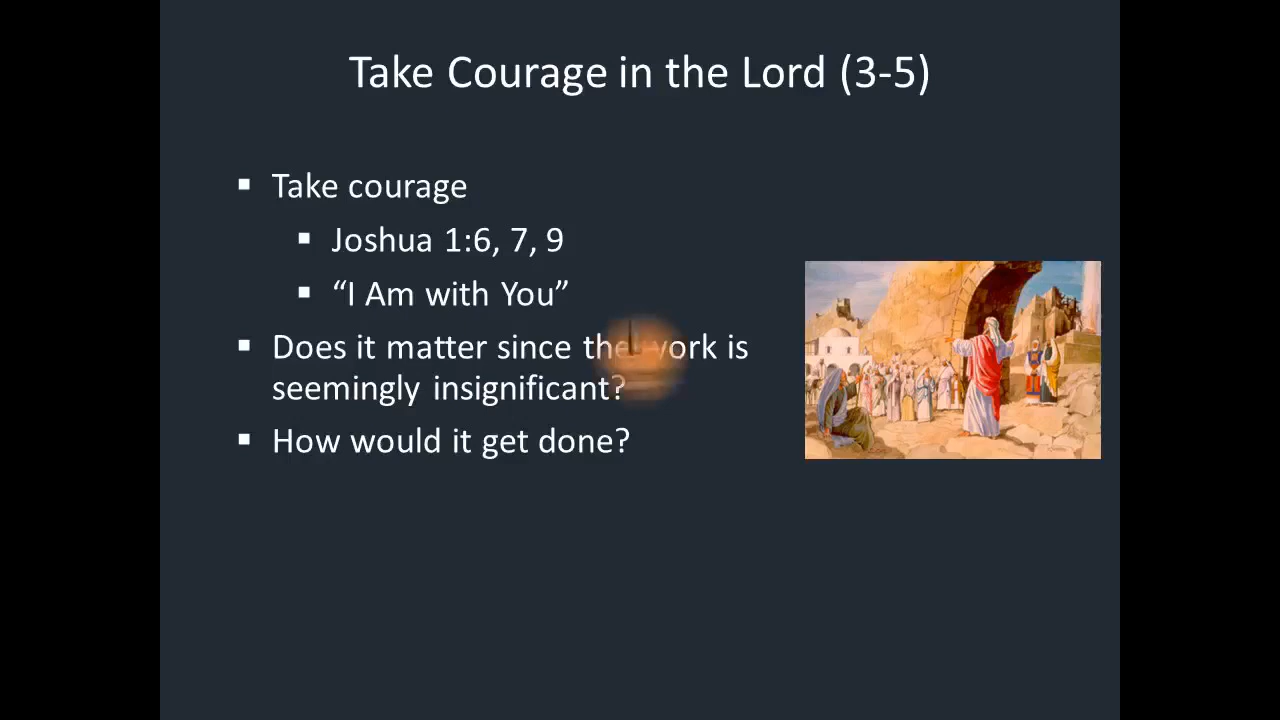 Take Courage in the Lord (3-5)
▪ Take courage
▪ Joshua 1:6, 7, 9
▪ “I Am with You”
▪ Does it matter since the work is
seemingly insignificant?
▪ How would it get done?